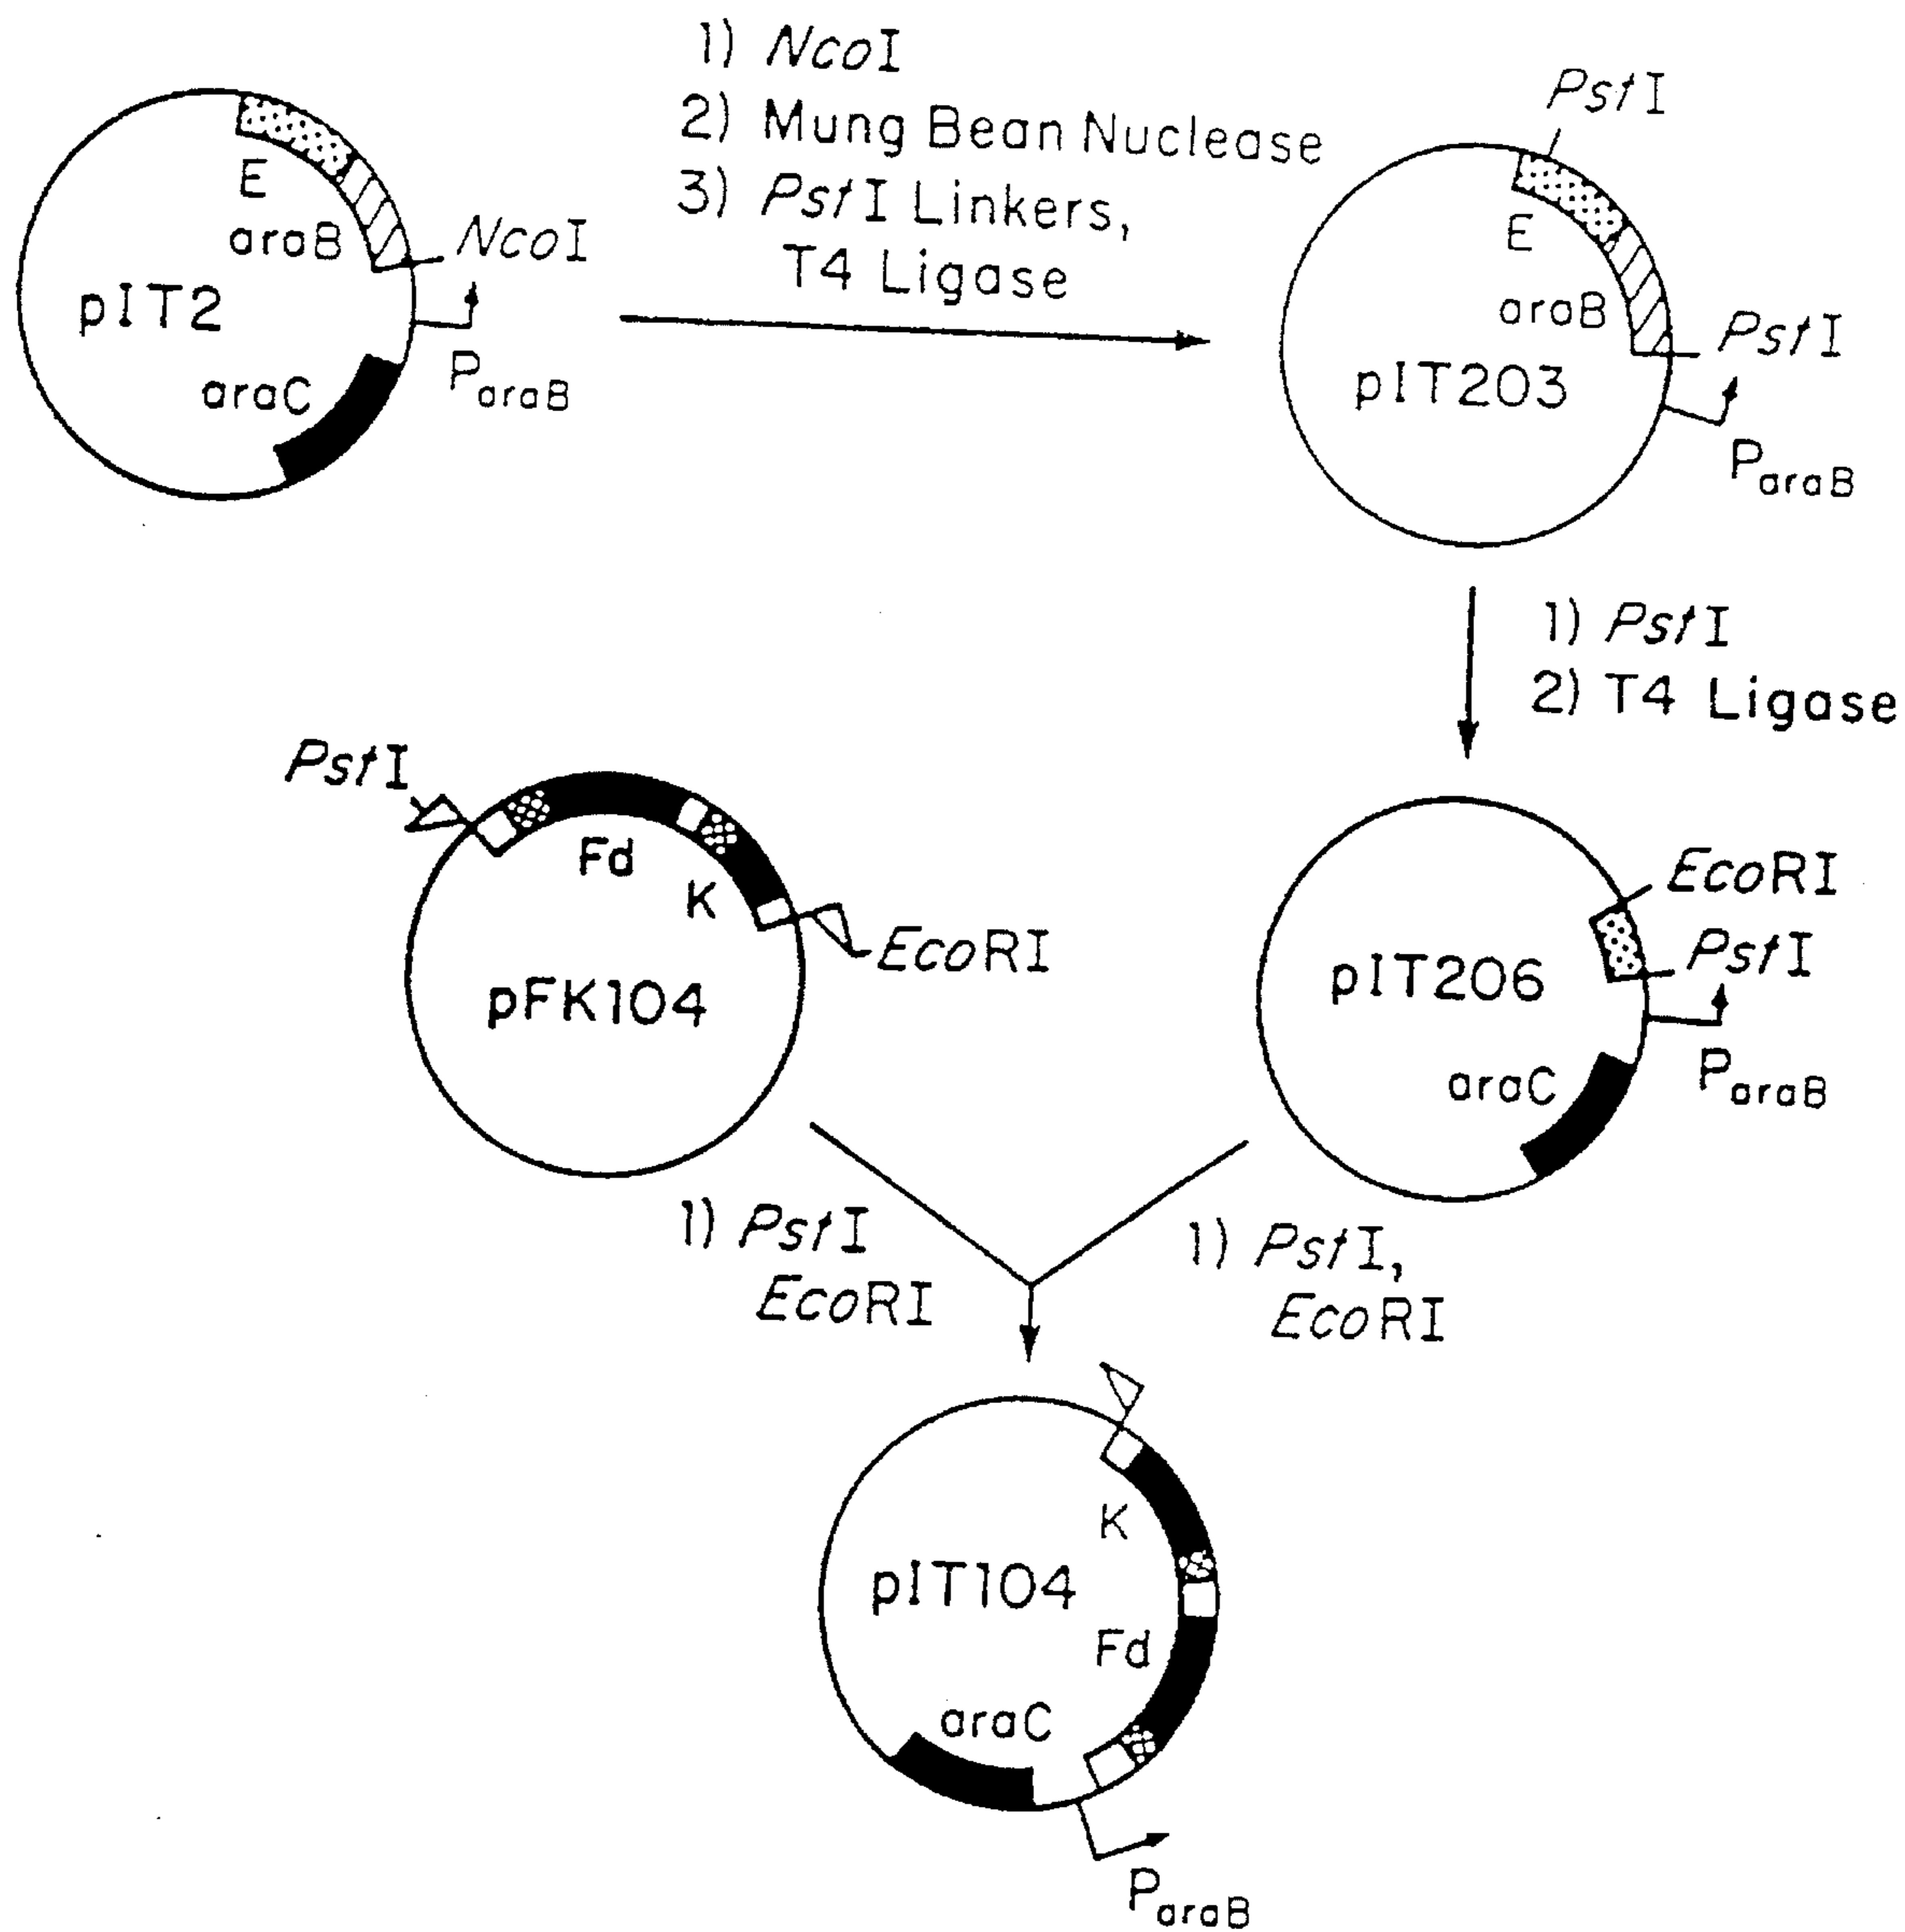 1) NcoI
2) Mung Bean Nuclease
3) PstI Linkers,
T4 Ligase
E
araB
NcoI
pIT2
araC
ParaB
PstI
E
araB
PstI
pIT203
ParaB
1) PstI
2) T4 Ligase
PstI
Fd
K
EcoRI
pFK104
EcoRI
PstI
pIT206
araC
ParaB
1) PstI
EcoRI
1) PstI,
EcoRI
K
pIT104
Fd
araC
ParaB